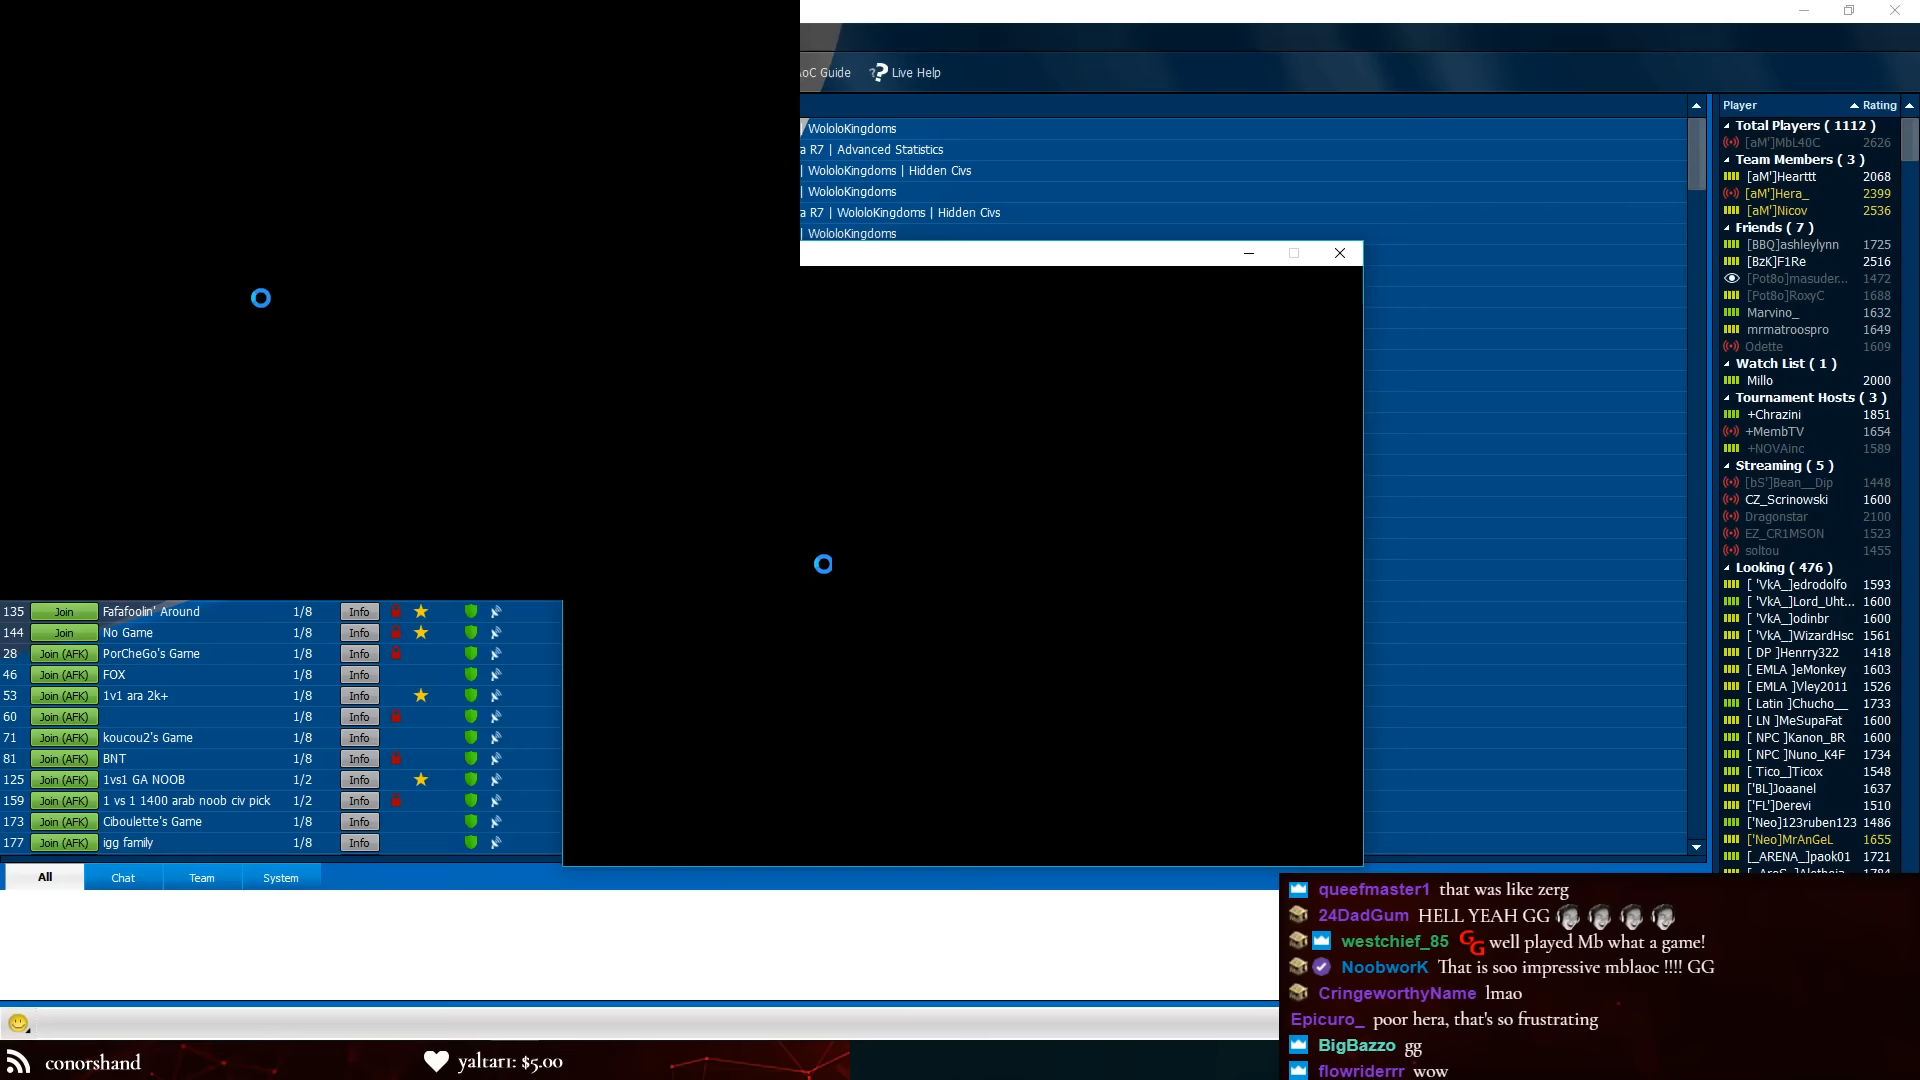 AoC Guide Live Help
WololoKingdoms
a R7 | Advanced Statistics
| WololoKingdoms | Hidden Civs
| WololoKingdoms
a R7 | WololoKingdoms | Hidden Civs
| WololoKingdoms
135 Join Fafafoolin' Around 1/8 Info
144 Join No Game 1/8 Info
28 Join (AFK) PorCheGo's Game 1/8 Info
46 Join (AFK) FOX 1/8 Info
53 Join (AFK) 1v1 ara 2k+ 1/8 Info
60 Join (AFK) 1/8 Info
71 Join (AFK) koucou2's Game 1/8 Info
81 Join (AFK) BNT 1/8 Info
125 Join (AFK) 1vs1 GA NOOB 1/2 Info
159 Join (AFK) 1 vs 1 1400 arab noob civ pick 1/2 Info
173 Join (AFK) Ciboulette's Game 1/8 Info
177 Join (AFK) igg family 1/8 Info
All Chat Team System
Player Rating
Total Players ( 1112 )
[aM']MbL40C 2626
Team Members ( 3 )
[aM']Hearttt 2068
[aM']Hera_ 2399
[aM']Nicov 2536
Friends ( 7 )
[BBQ]ashleylynn 1725
[BzK]F1Re 2516
[Pot8o]masuder... 1472
[Pot8o]RoxyC 1688
Marvino_ 1632
mrmatroospro 1649
Odette 1609
Watch List ( 1 )
Millo 2000
Tournament Hosts ( 3 )
+Chrazini 1851
+MembTV 1654
+NOVAinc 1589
Streaming ( 5 )
[bS']Bean__Dip 1448
CZ_Scrinowski 1600
Dragonstar 2100
EZ_CR1MSON 1523
soltou 1455
Looking ( 476 )
[ 'VkA_]edrodolfo 1593
[ 'VkA_]Lord_Uht... 1600
[ 'VkA_]odinbr 1600
[ 'VkA_]WizardHsc 1561
[ DP ]Henrry322 1418
[ EMLA ]eMonkey 1603
[ EMLA ]Vley2011 1526
[ Latin ]Chucho__ 1733
[ LN ]MeSupaFat 1600
[ NPC ]Kanon_BR 1600
[ NPC ]Nuno_K4F 1734
[ Tico_]Ticox 1548
['BL]Joaanel 1637
['FL']Derevi 1510
['Neo]123ruben123 1486
['Neo]MrAnGeL 1655
[_ARENA_]paok01 1721
queefmaster1 that was like zerg
24DadGum HELL YEAH GG
westchief_85 GG well played Mb what a game!
NoobworK That is soo impressive mblaoc !!!! GG
CringeworthyName lmao
Epicuro_ poor hera, that's so frustrating
BigBazzo gg
flowriderrr wow
conorshand yaltar1: $5.00